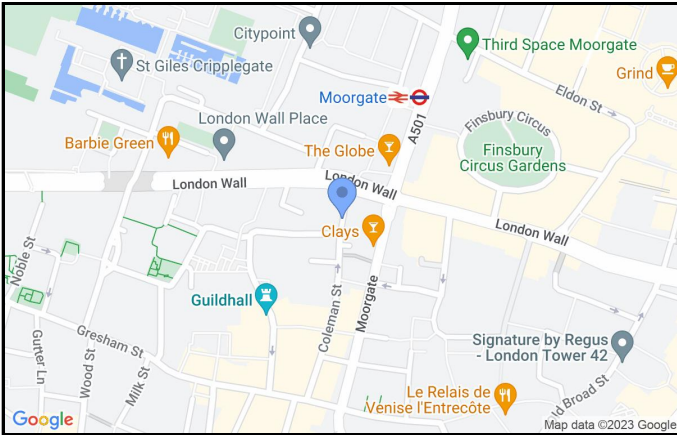 Citypoint
St Giles Cripplegate
Third Space Moorgate
Grind
Moorgate
A501
Eldon St
London Wall Place
Finsbury Circus
Barbie Green
The Globe
Finsbury
Circus Gardens
London Wall
London Wall
London Wall
Clays
Noble St
Guildhall
Coleman St
Moorgate
Gresham St
Signature by Regus
- London Tower 42
Gutter Ln
Wood St
Milk St
Le Relais de
Venise l'Entrecôte
Broad St
Google
Map data ©2023 Google